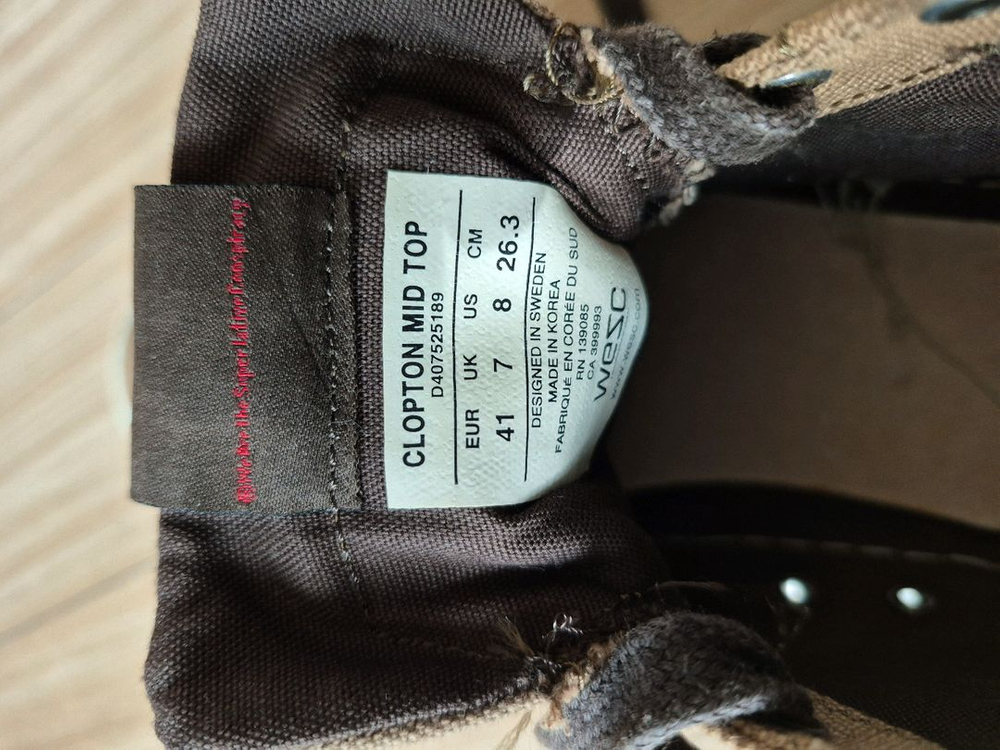 WeAretheSuperlativeConspiracy
CLOPTON MID TOP
D407525189
EUR UK US CM
41 7 8 26.3
DESIGNED IN SWEDEN
MADE IN KOREA
FABRIQUÉ EN CORÉE DU SUD
RN 139085
CA 399993
wesc
www.wesc.com